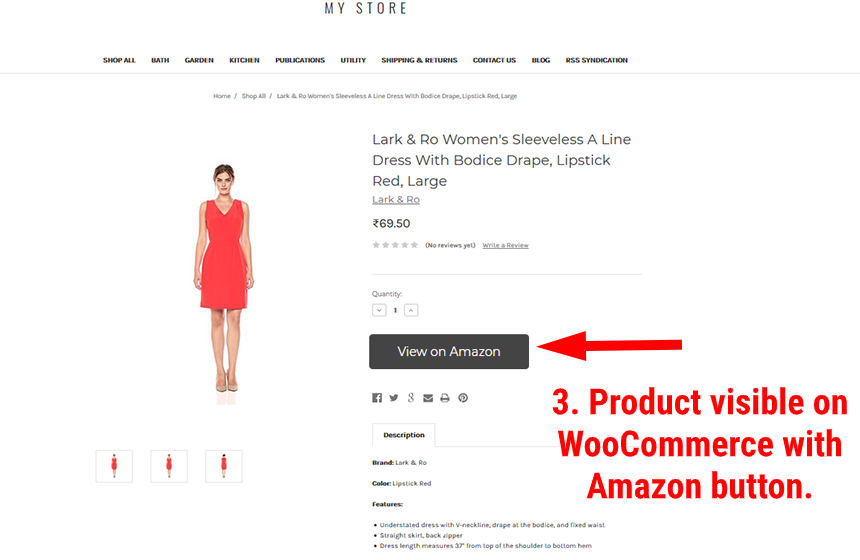 MY STORE
SHOP ALL BATH GARDEN KITCHEN PUBLICATIONS UTILITY SHIPPING & RETURNS CONTACT US BLOG RSS SYNDICATION
Home / Shop All / Lark & Ro Women's Sleeveless A Line Dress With Bodice Drape, Lipstick Red, Large
Lark & Ro Women's Sleeveless A Line
Dress With Bodice Drape, Lipstick
Red, Large
Lark & Ro
₹69.50
(No reviews yet) Write a Review
Quantity:
1
View on Amazon
3. Product visible on
WooCommerce with
Amazon button.
Description
Brand: Lark & Ro
Color: Lipstick Red
Features:
• Understated dress with V-neckline, drape at the bodice, and fixed waist
• Straight skirt, back zipper
• Dress length measures 37" from top of the shoulder to bottom hem